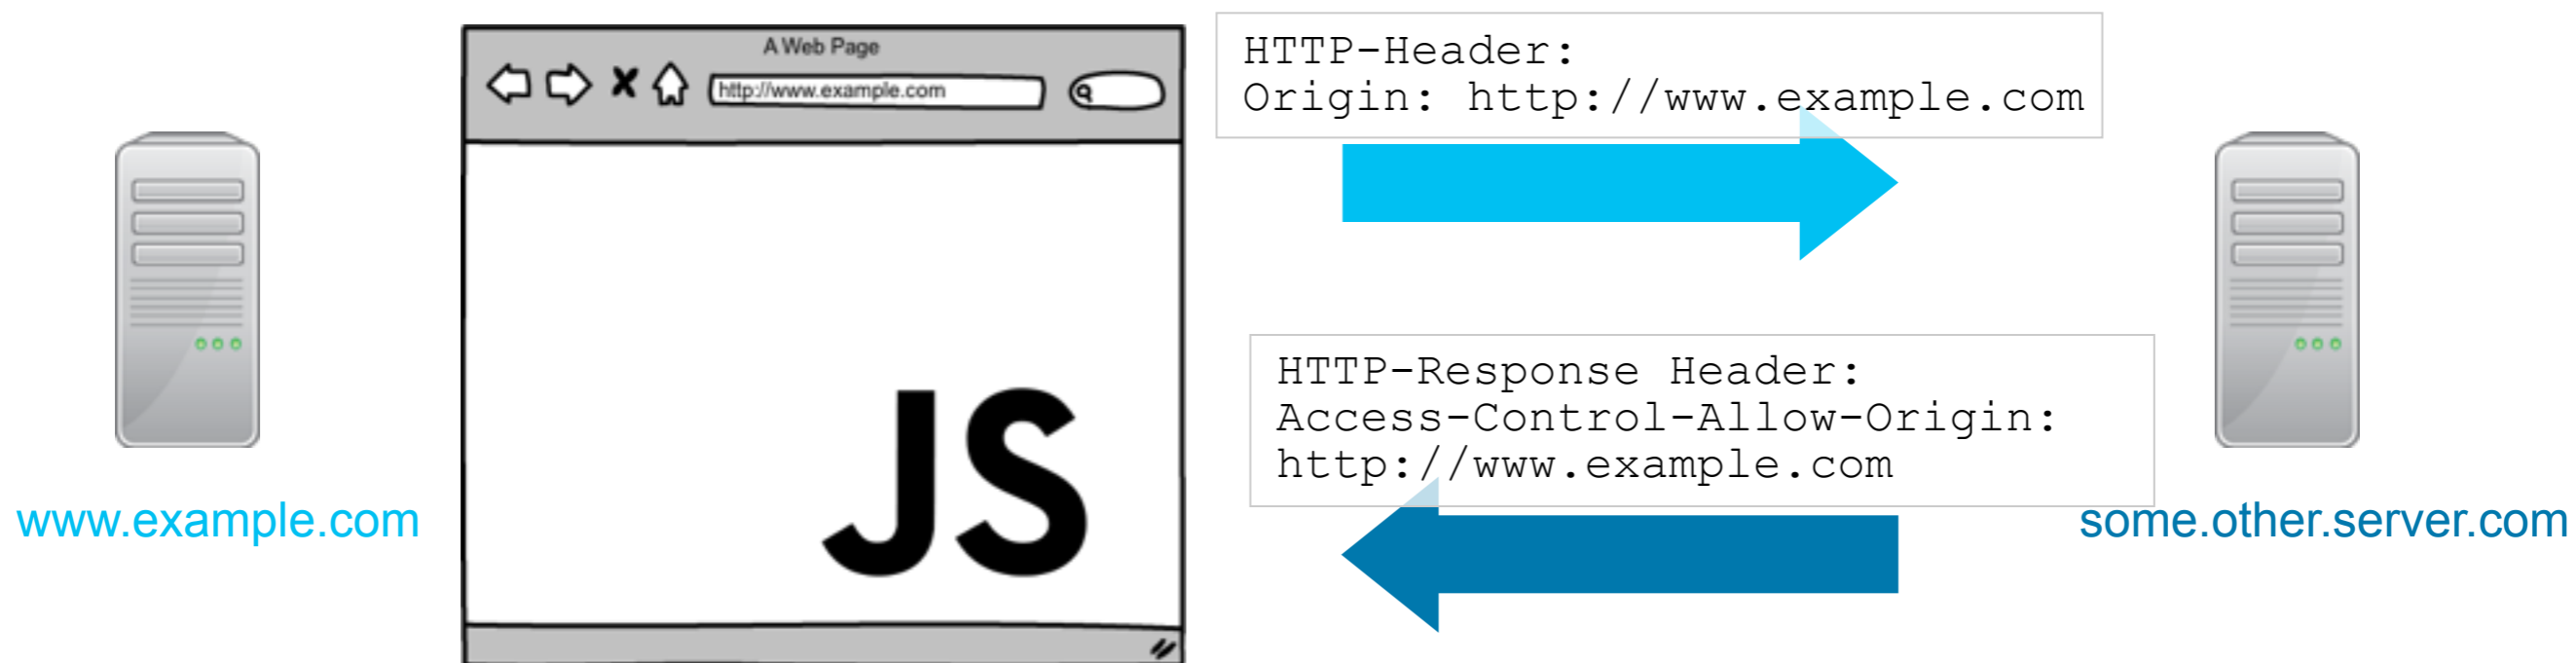 A Web Page
http://www.example.com
HTTP-Header:
Origin: http://www.example.com
JS
HTTP-Response Header:
Access-Control-Allow-Origin:
http://www.example.com
www.example.com
some.other.server.com